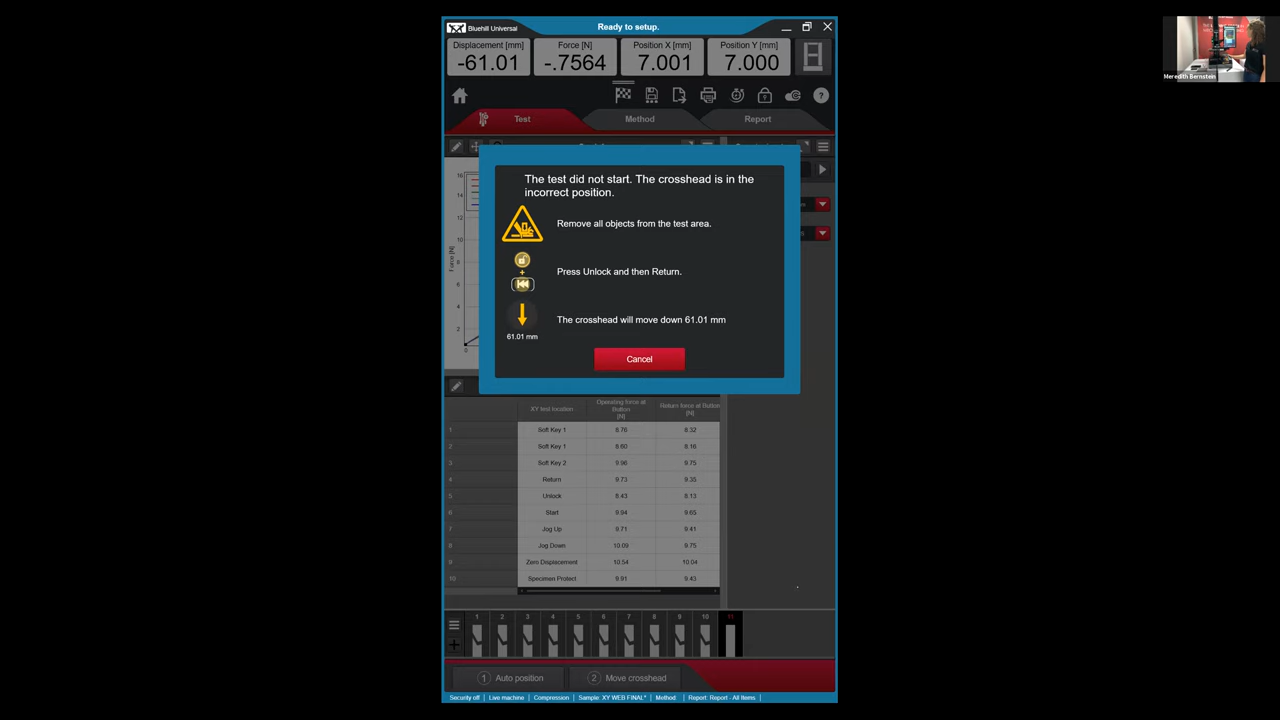 Bluehill Universal
Ready to setup.
Displacement [mm] Force [N] Position X [mm] Position Y [mm]
-61.01 -.7564 7.001 7.000
Test Method Report
The test did not start. The crosshead is in the
incorrect position.
Remove all objects from the test area.
Press Unlock and then Return.
The crosshead will move down 61.01 mm
61.01 mm
Cancel
16
12
10
8
6
4
2
0
XY test location Operating force at Button [N] Return force at Button [N]
1 Soft Key 1 8.76 8.32
2 Soft Key 1 8.60 8.16
3 Soft Key 2 9.96 9.75
4 Return 9.73 9.35
5 Unlock 8.43 8.13
6 Start 9.94 9.65
7 Jog Up 9.71 9.41
8 Jog Down 10.09 9.75
9 Zero Displacement 10.54 10.04
10 Specimen Protect 9.91 9.43
1 2 3 4 5 6 7 8 9 10 11
1 Auto position 2 Move crosshead
Security off | Live machine | Compression | Sample: XY WEB FINAL* | Method | Report: Report - All Items |
Meredith Bernstein